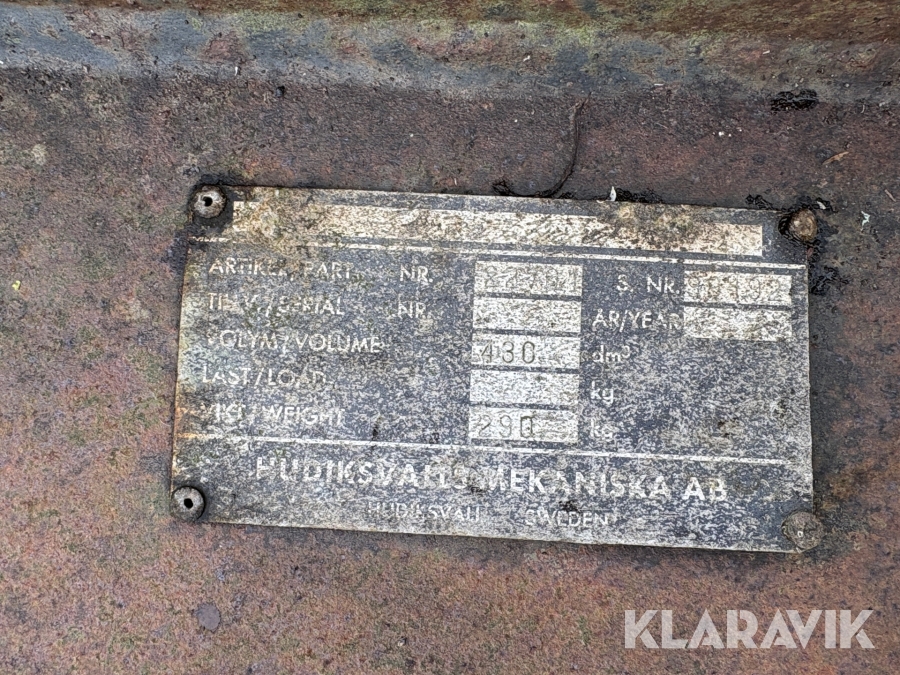 ARTIKEL/PART NR. S. NR.
TILLV./SERIAL NR. ÅR/YEAR
VOLYM/VOLUME 430 dm³
LAST/LOAD kg
VIKT/WEIGHT 290 kg
HUDIKSVALLS MEKANISKA AB
HUDIKSVALL SWEDEN
KLARAVIK